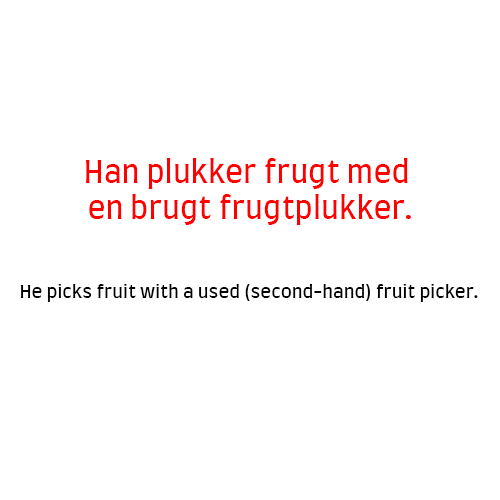 Han plukker frugt med
en brugt frugtplukker.
He picks fruit with a used (second-hand) fruit picker.